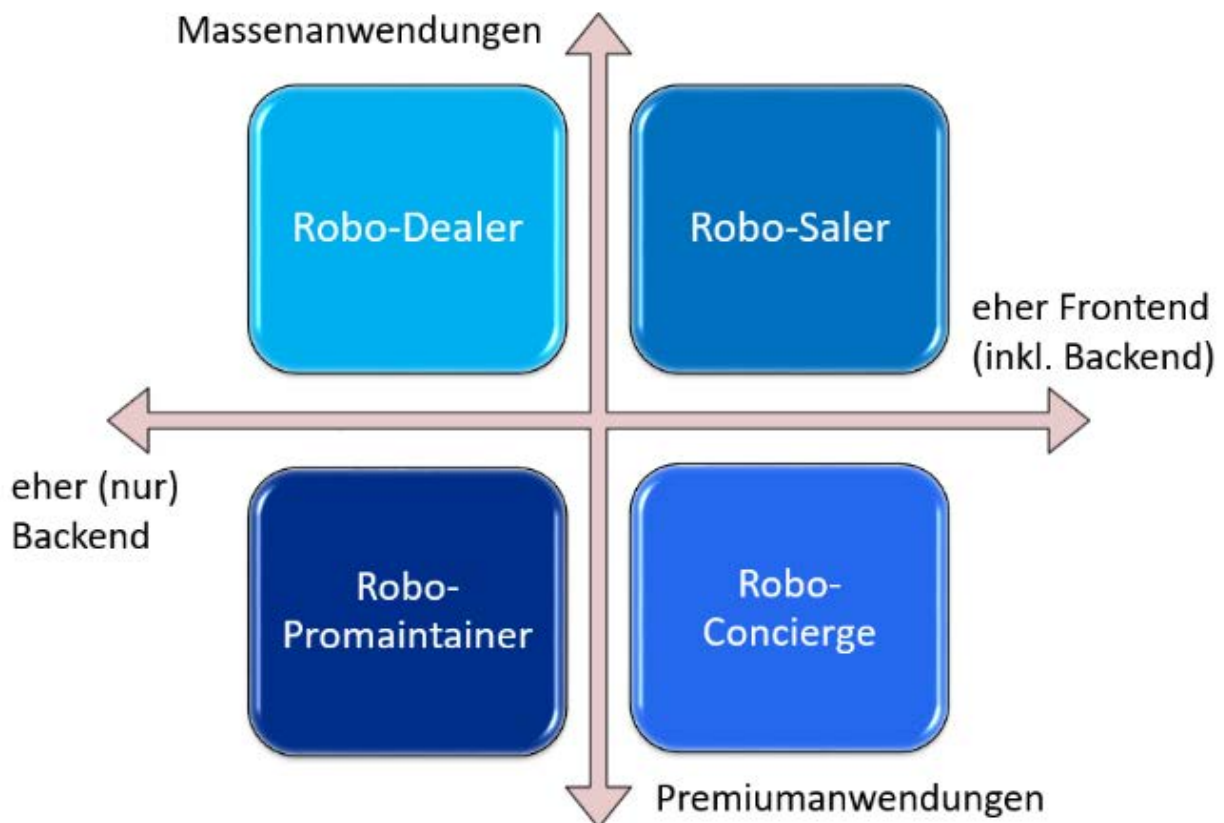 Massenanwendungen
Robo-Dealer
Robo-Saler
eher Frontend
(inkl. Backend)
eher (nur)
Backend
Robo-
Promaintainer
Robo-
Concierge
Premiumanwendungen